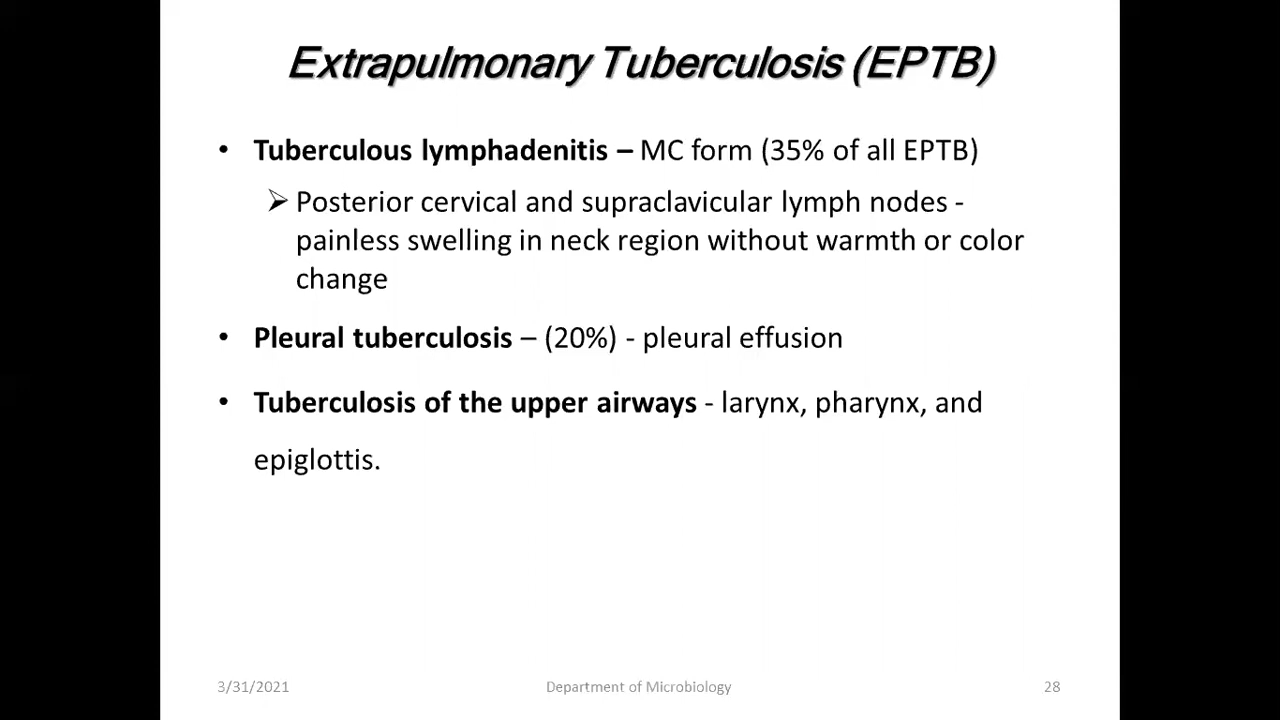 Extrapulmonary Tuberculosis (EPTB)
• Tuberculous lymphadenitis – MC form (35% of all EPTB)
➢ Posterior cervical and supraclavicular lymph nodes -
painless swelling in neck region without warmth or color
change
• Pleural tuberculosis – (20%) - pleural effusion
• Tuberculosis of the upper airways - larynx, pharynx, and
epiglottis.
3/31/2021 Department of Microbiology 28